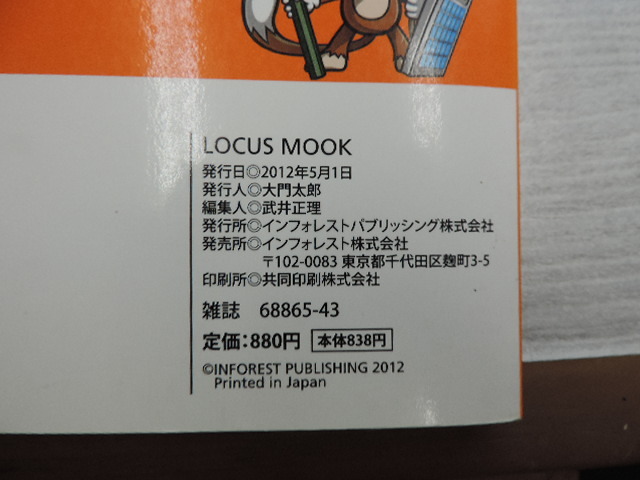 LOCUS MOOK
発行日◎2012年5月1日
発行人◎大門太郎
編集人◎武井正理
発行所◎インフォレストパブリッシング株式会社
発売所◎インフォレスト株式会社
〒102-0083 東京都千代田区麹町3-5
印刷所◎共同印刷株式会社
雑誌 68865-43
定価:880円 本体838円
©INFOREST PUBLISHING 2012
Printed in Japan